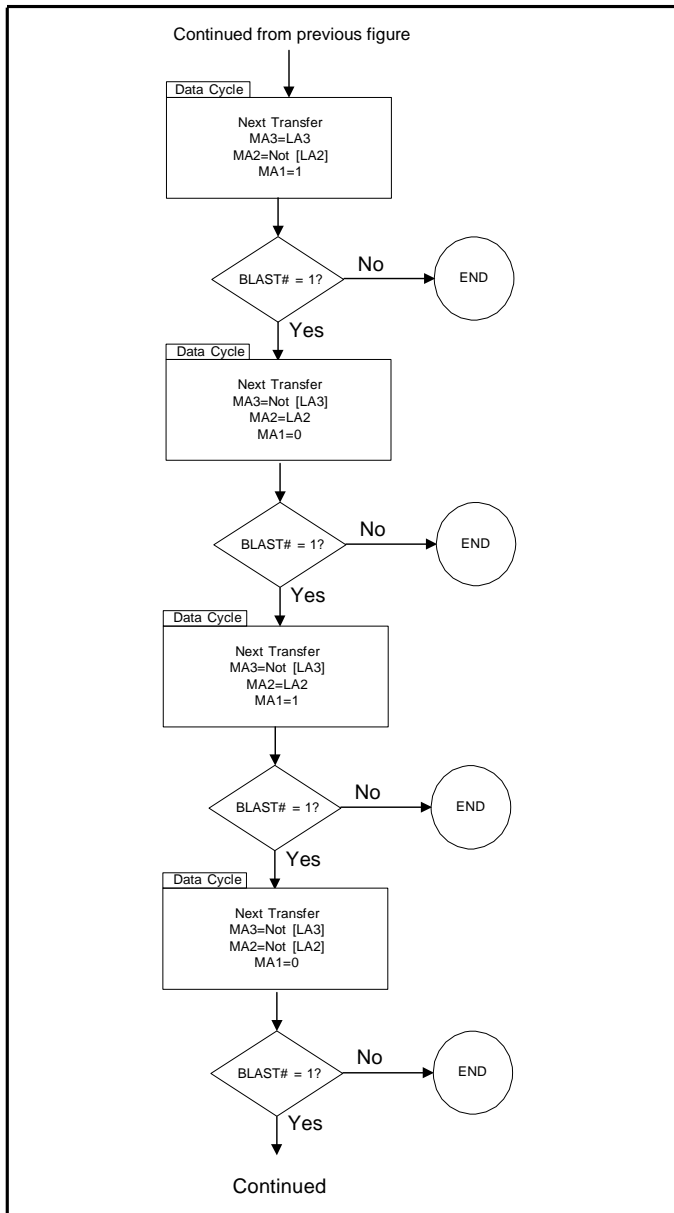 Continued from previous figure
Data Cycle
Next Transfer
MA3=LA3
MA2=Not [LA2]
MA1=1
BLAST# = 1?
No
END
Yes
Data Cycle
Next Transfer
MA3=Not [LA3]
MA2=LA2
MA1=0
BLAST# = 1?
No
END
Yes
Data Cycle
Next Transfer
MA3=Not [LA3]
MA2=LA2
MA1=1
BLAST# = 1?
No
END
Yes
Data Cycle
Next Transfer
MA3=Not [LA3]
MA2=Not [LA2]
MA1=0
BLAST# = 1?
No
END
Yes
Continued